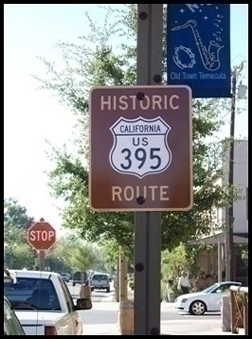 Old Town Temecula
HISTORIC
CALIFORNIA
US
395
ROUTE
STOP